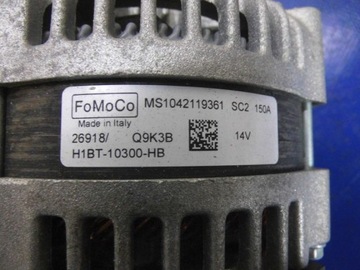 FoMoCo MS1042119361 SC2 150A
Made in Italy
26918/ Q9K3B 14V
H1BT-10300-HB